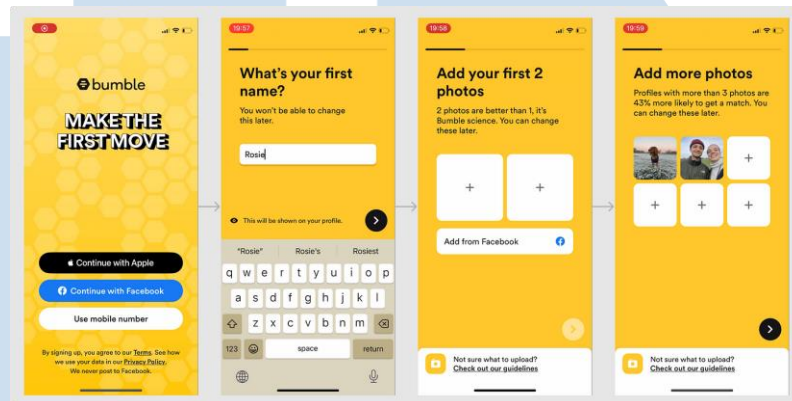 bumble
MAKE THE
FIRST MOVE
Continue with Apple
Continue with Facebook
Use mobile number
By signing up, you agree to our Terms. See how
we use your data in our Privacy Policy.
We never post to Facebook.
19:57
What's your first
name?
You won't be able to change
this later.
Rosie
This will be shown on your profile.
"Rosie" Rosie's Rosiest
q w e r t y u i o p
a s d f g h j k l
z x c v b n m
123 space return
19:58
Add your first 2
photos
2 photos are better than 1, it's
Bumble science. You can change
these later.
+ +
Add from Facebook
Not sure what to upload?
Check out our guidelines
19:59
Add more photos
Profiles with more than 3 photos are
43% more likely to get a match. You
can change these later.
+
+ + +
Not sure what to upload?
Check out our guidelines